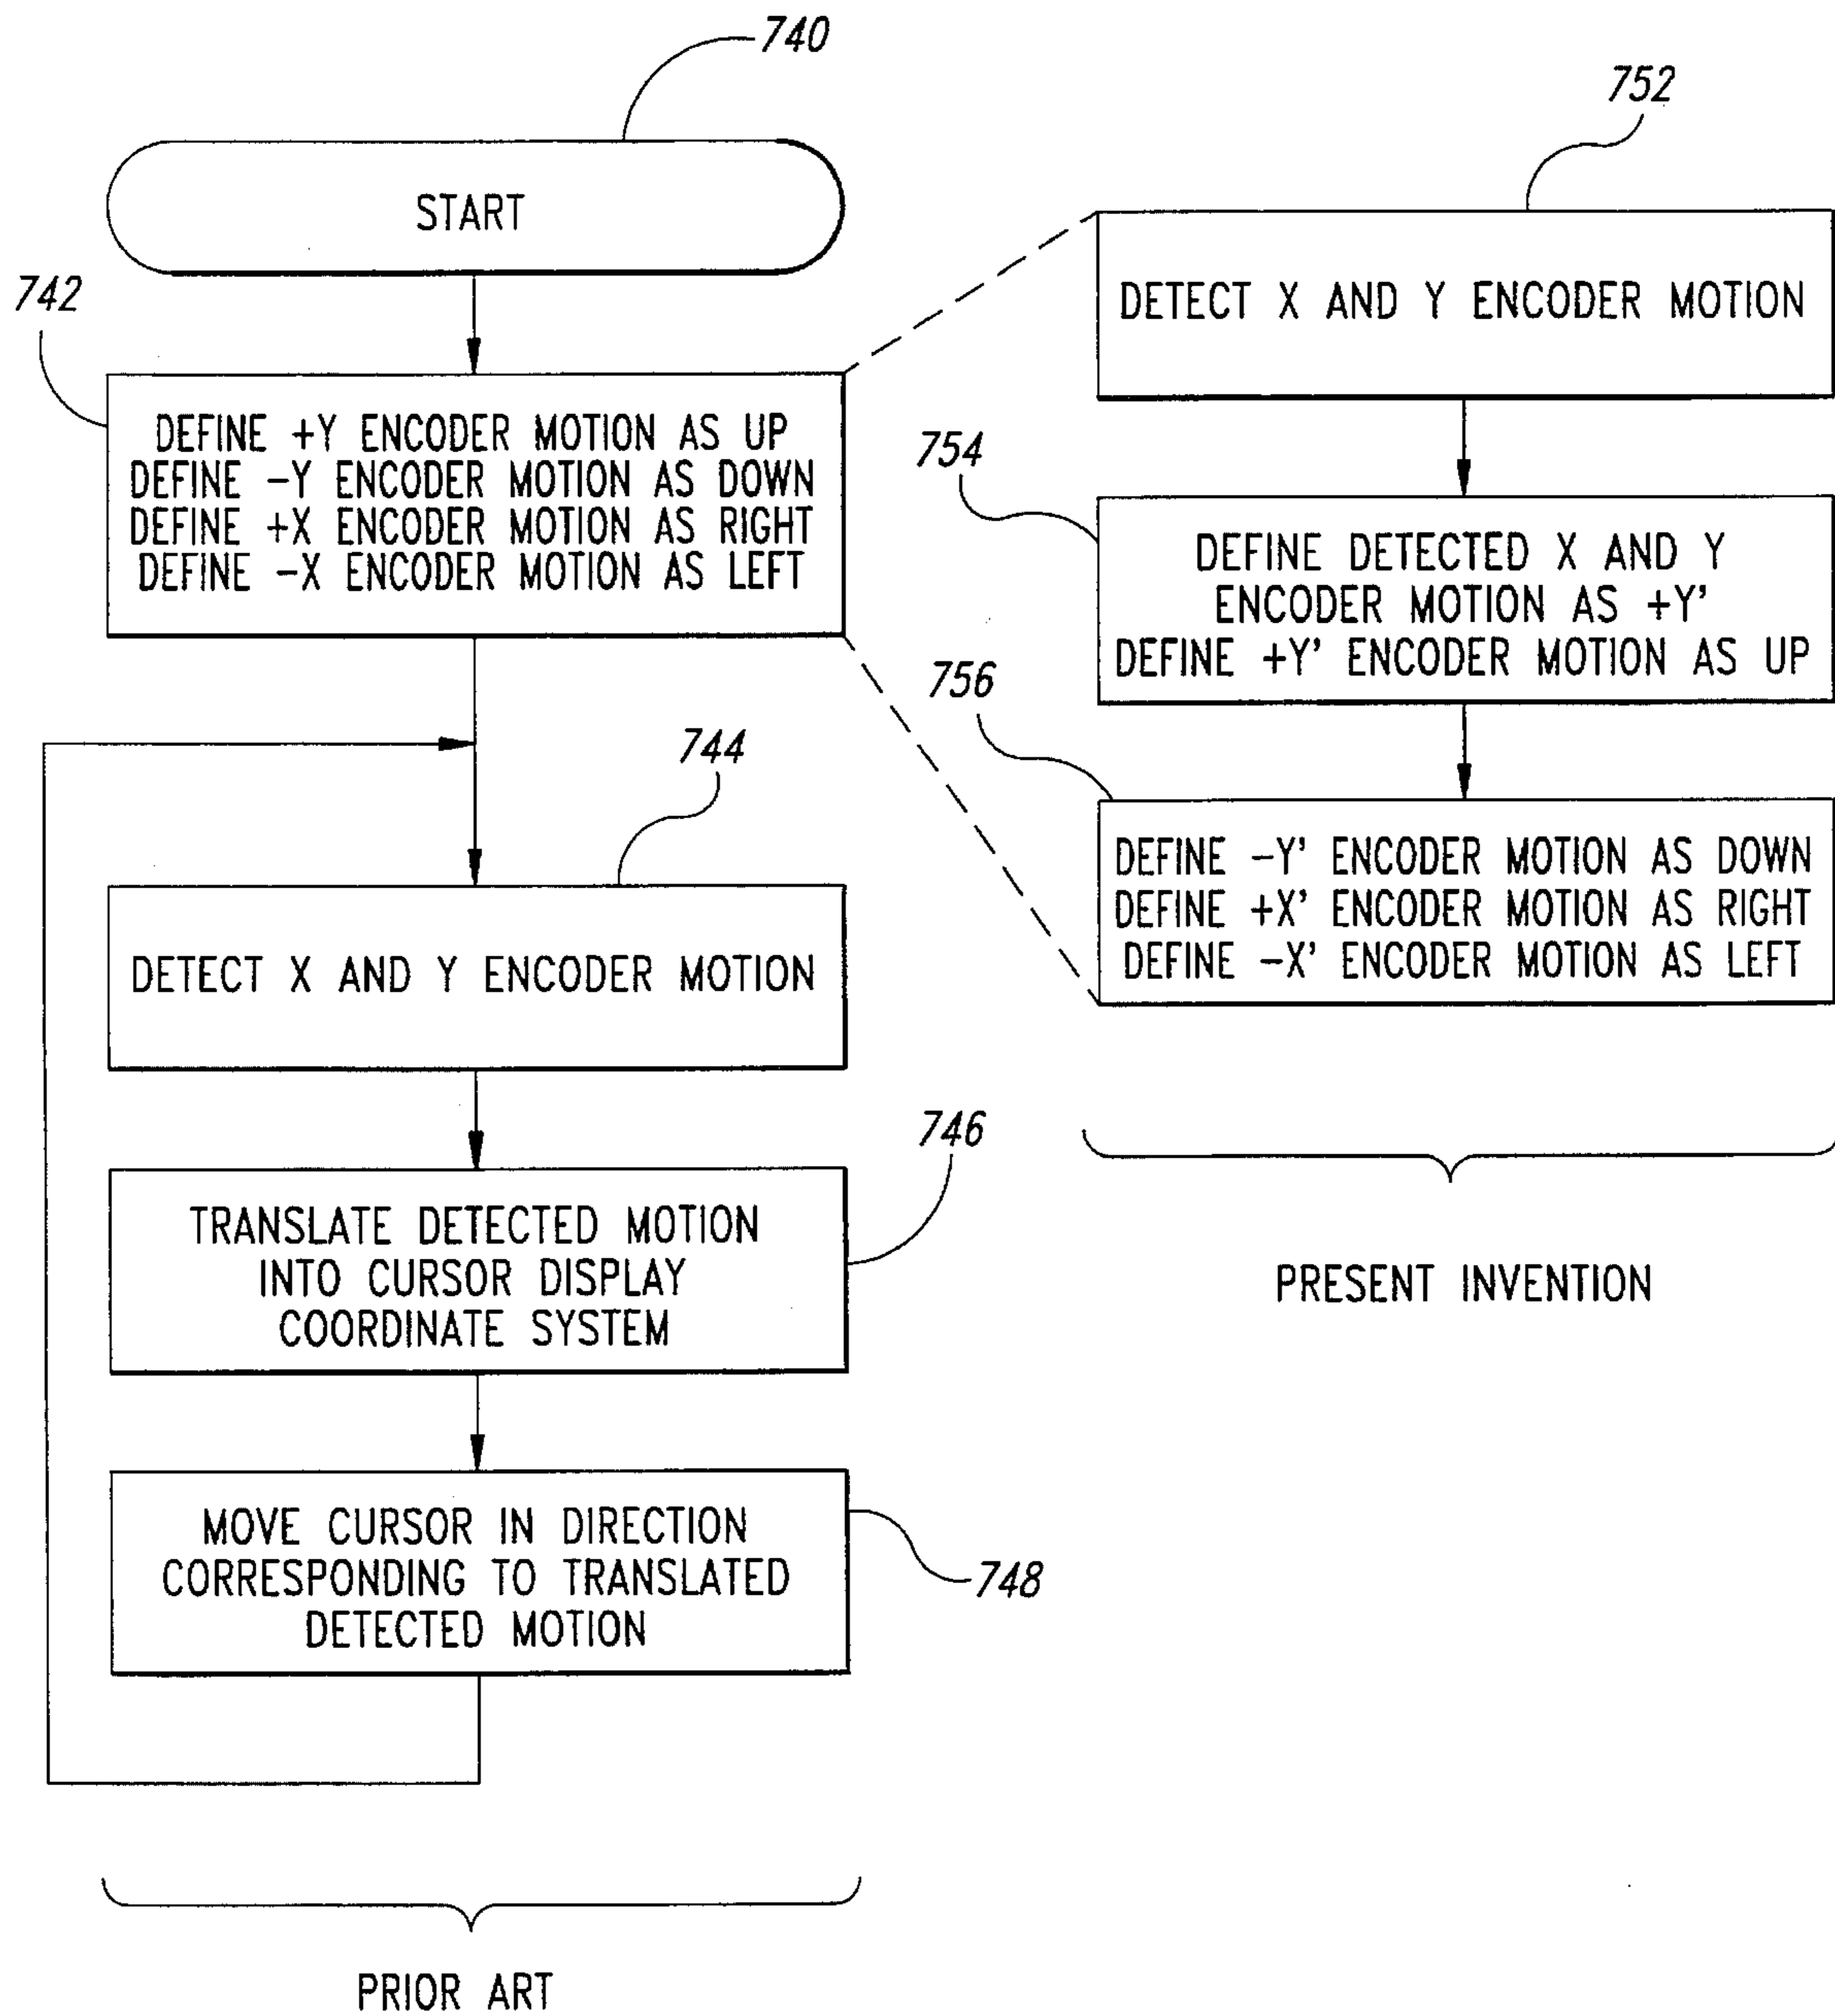 740
START
742
DEFINE +Y ENCODER MOTION AS UP
DEFINE -Y ENCODER MOTION AS DOWN
DEFINE +X ENCODER MOTION AS RIGHT
DEFINE -X ENCODER MOTION AS LEFT
744
DETECT X AND Y ENCODER MOTION
746
TRANSLATE DETECTED MOTION
INTO CURSOR DISPLAY
COORDINATE SYSTEM
MOVE CURSOR IN DIRECTION
CORRESPONDING TO TRANSLATED
DETECTED MOTION
748
PRIOR ART
752
DETECT X AND Y ENCODER MOTION
754
DEFINE DETECTED X AND Y
ENCODER MOTION AS +Y'
DEFINE +Y' ENCODER MOTION AS UP
756
DEFINE -Y' ENCODER MOTION AS DOWN
DEFINE +X' ENCODER MOTION AS RIGHT
DEFINE -X' ENCODER MOTION AS LEFT
PRESENT INVENTION